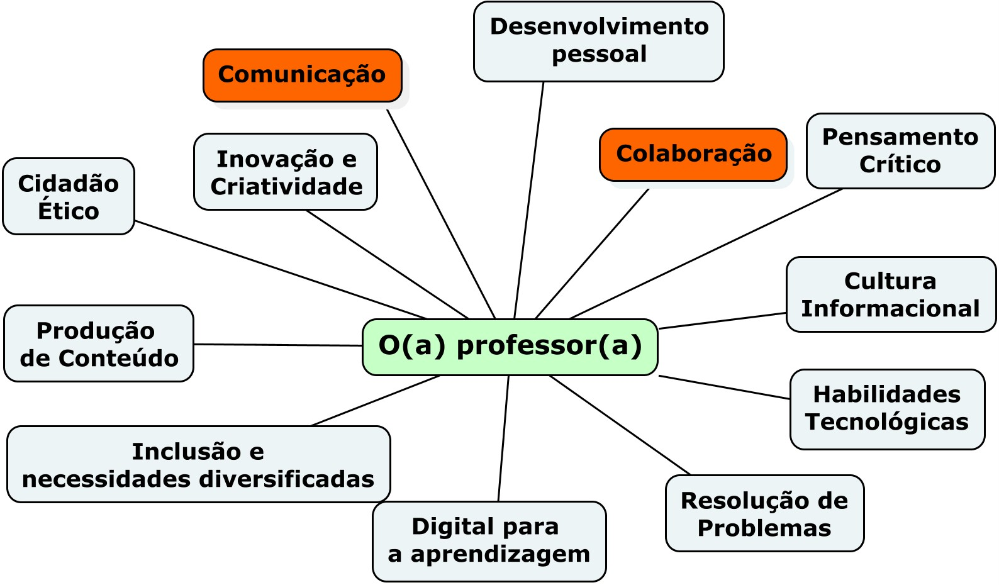 Desenvolvimento
pessoal
Comunicação
Colaboração
Pensamento
Crítico
Inovação e
Criatividade
Cidadão
Ético
Cultura
Informacional
Produção
de Conteúdo
O(a) professor(a)
Habilidades
Tecnológicas
Inclusão e
necessidades diversificadas
Resolução de
Problemas
Digital para
a aprendizagem